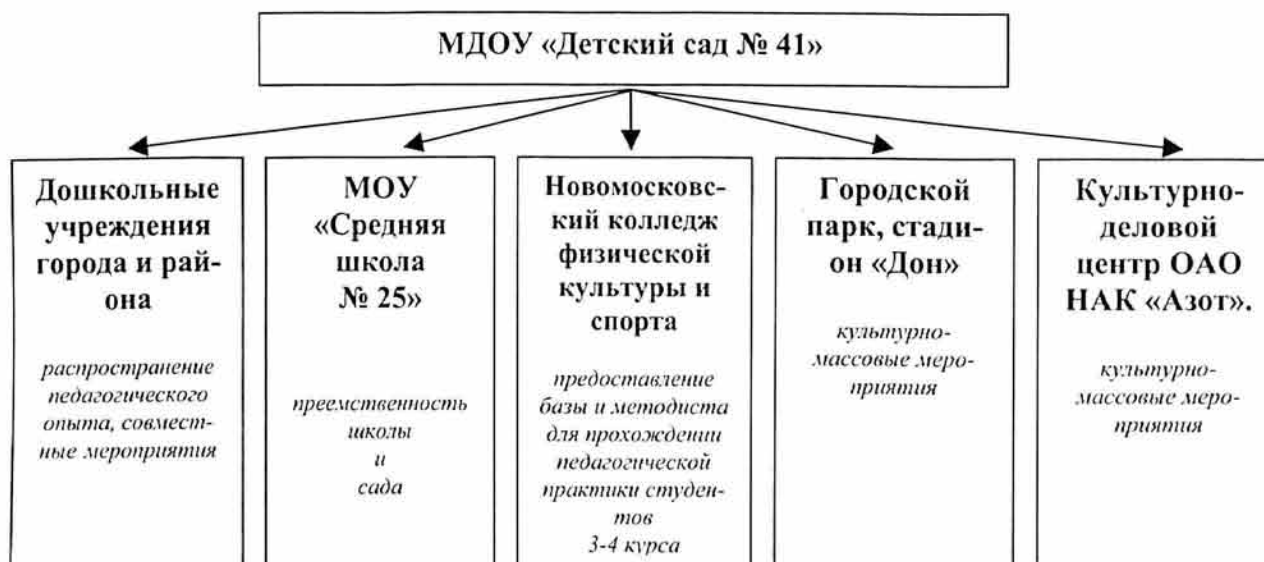 МДОУ «Детский сад № 41»
Дошкольные
учреждения
города и рай-
она
распространение
педагогического
опыта, совмест-
ные мероприятия
МОУ
«Средняя
школа
№ 25»
преемственность
школы
и
сада
Новомосковс-
кий колледж
физической
культуры и
спорта
предоставление
базы и методиста
для прохождении
педагогической
практики студен-
тов
3-4 курса
Городской
парк, стади-
он «Дон»
культурно-
массовые меро-
приятия
Культурно-
деловой
центр ОАО
НАК «Азот».
культурно-
массовые меро-
приятия